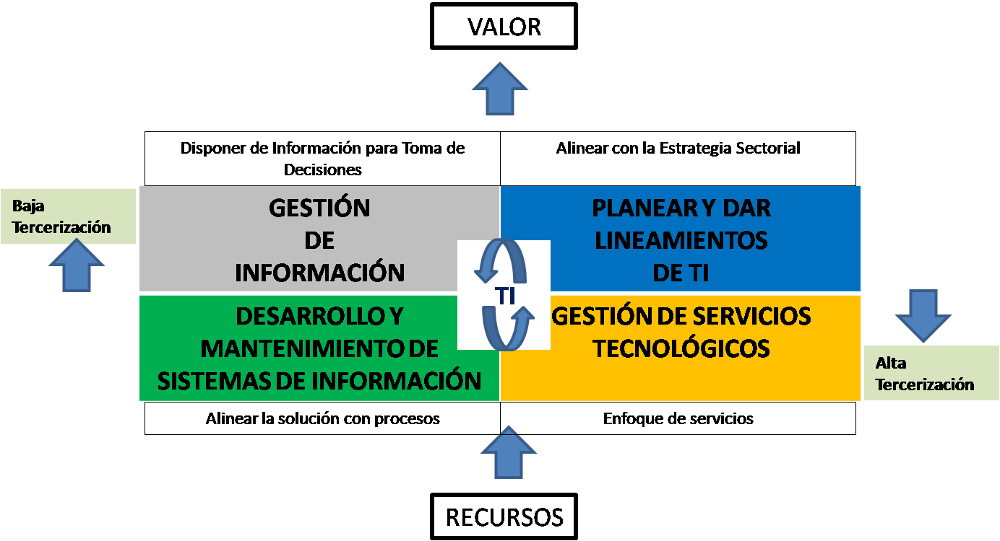 VALOR
Disponer de Información para Toma de
Decisiones
Alinear con la Estrategia Sectorial
Baja
Tercerización
GESTIÓN
DE
INFORMACIÓN
PLANEAR Y DAR
LINEAMIENTOS
DE TI
TI
DESARROLLO Y
MANTENIMIENTO DE
SISTEMAS DE INFORMACIÓN
GESTIÓN DE SERVICIOS
TECNOLÓGICOS
Alta
Tercerización
Alinear la solución con procesos
Enfoque de servicios
RECURSOS